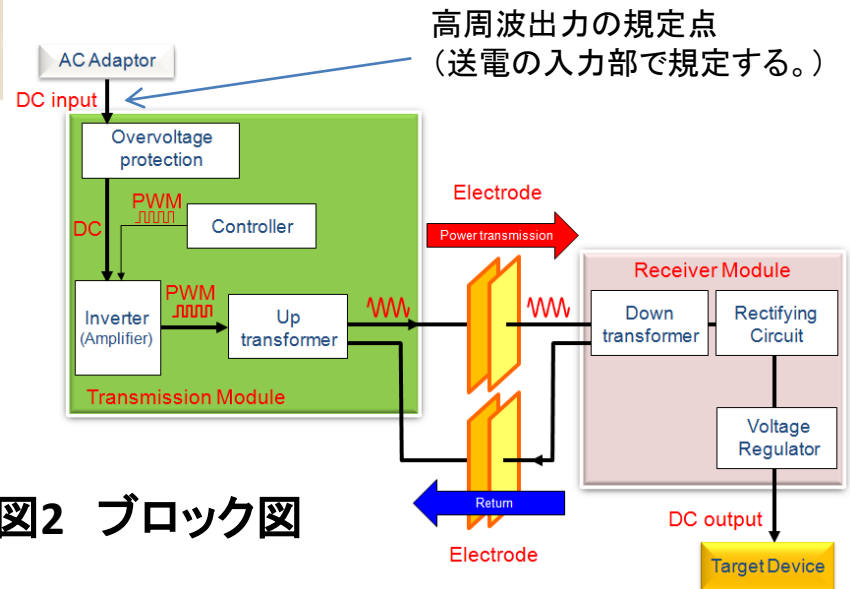 高周波出力の規定点
（送電の入力部で規定する。）
AC Adaptor
DC input
Overvoltage
protection
PWM
DC
Controller
PWM
Inverter
(Amplifier)
Up
transformer
Transmission Module
Electrode
Power transmission
Receiver Module
Down
transformer
Rectifying
Circuit
Voltage
Regulator
Return
Electrode
DC output
Target Device
図2 ブロック図